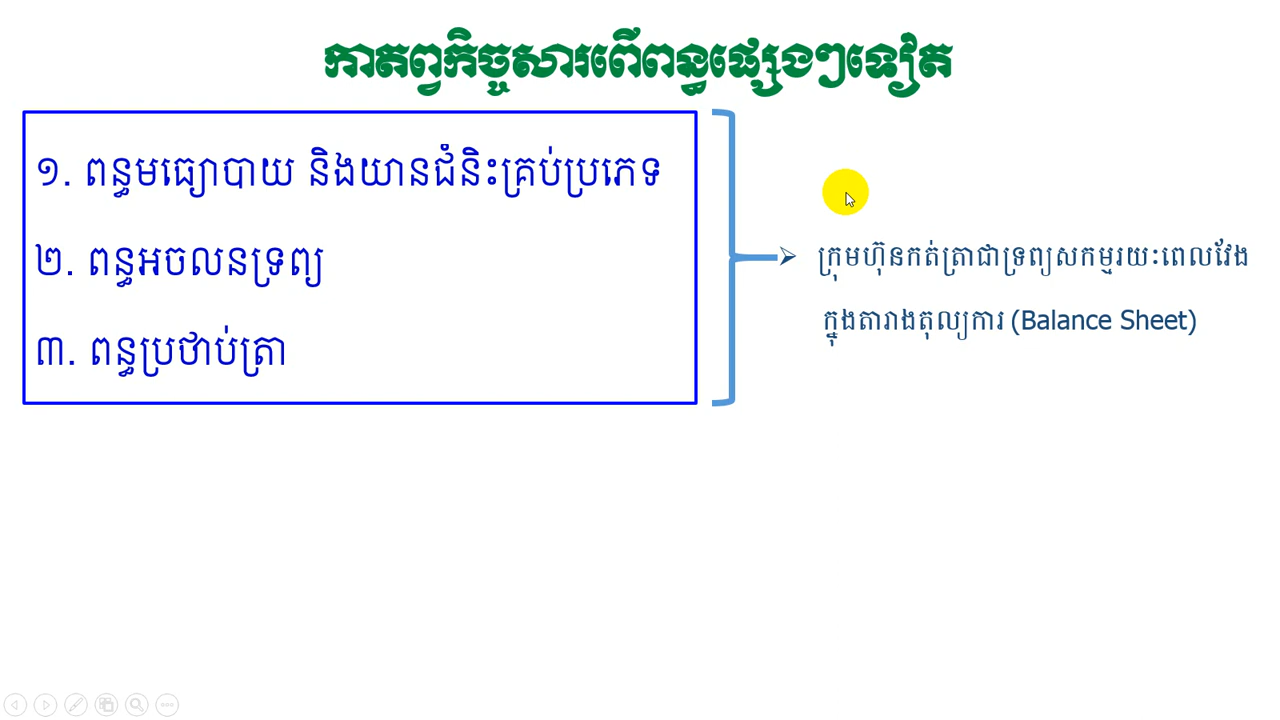 កាតព្វកិច្ចសារពើពន្ធផ្សេងៗទៀត
១. ពន្ធមធ្យោបាយ និងយានជំនិះគ្រប់ប្រភេទ
២. ពន្ធអចលនទ្រព្យ
៣. ពន្ធប្រថាប់ត្រា
ក្រុមហ៊ុនកត់ត្រាជាទ្រព្យសកម្មរយៈពេលវែង
ក្នុងតារាងតុល្យការ (Balance Sheet)